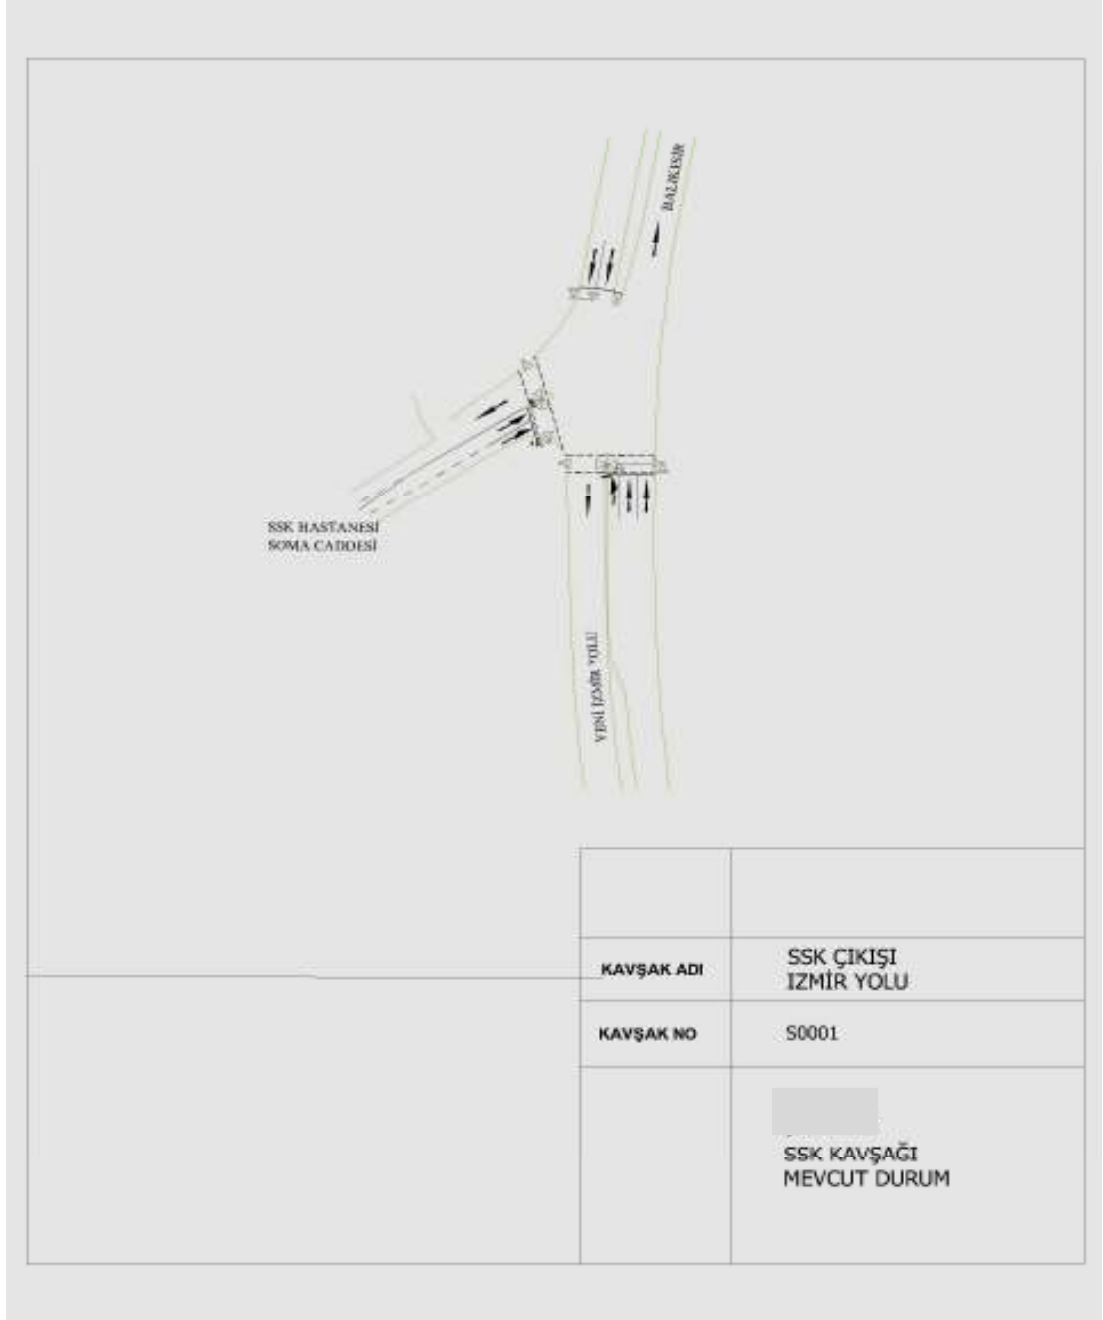 BALIKESİR
SSK HASTANESİ
SOMA CADDESİ
YENİ İZMİR YOLU
KAVŞAK ADI
SSK ÇIKIŞI
IZMİR YOLU
KAVŞAK NO
S0001
SSK KAVŞAĞI
MEVCUT DURUM